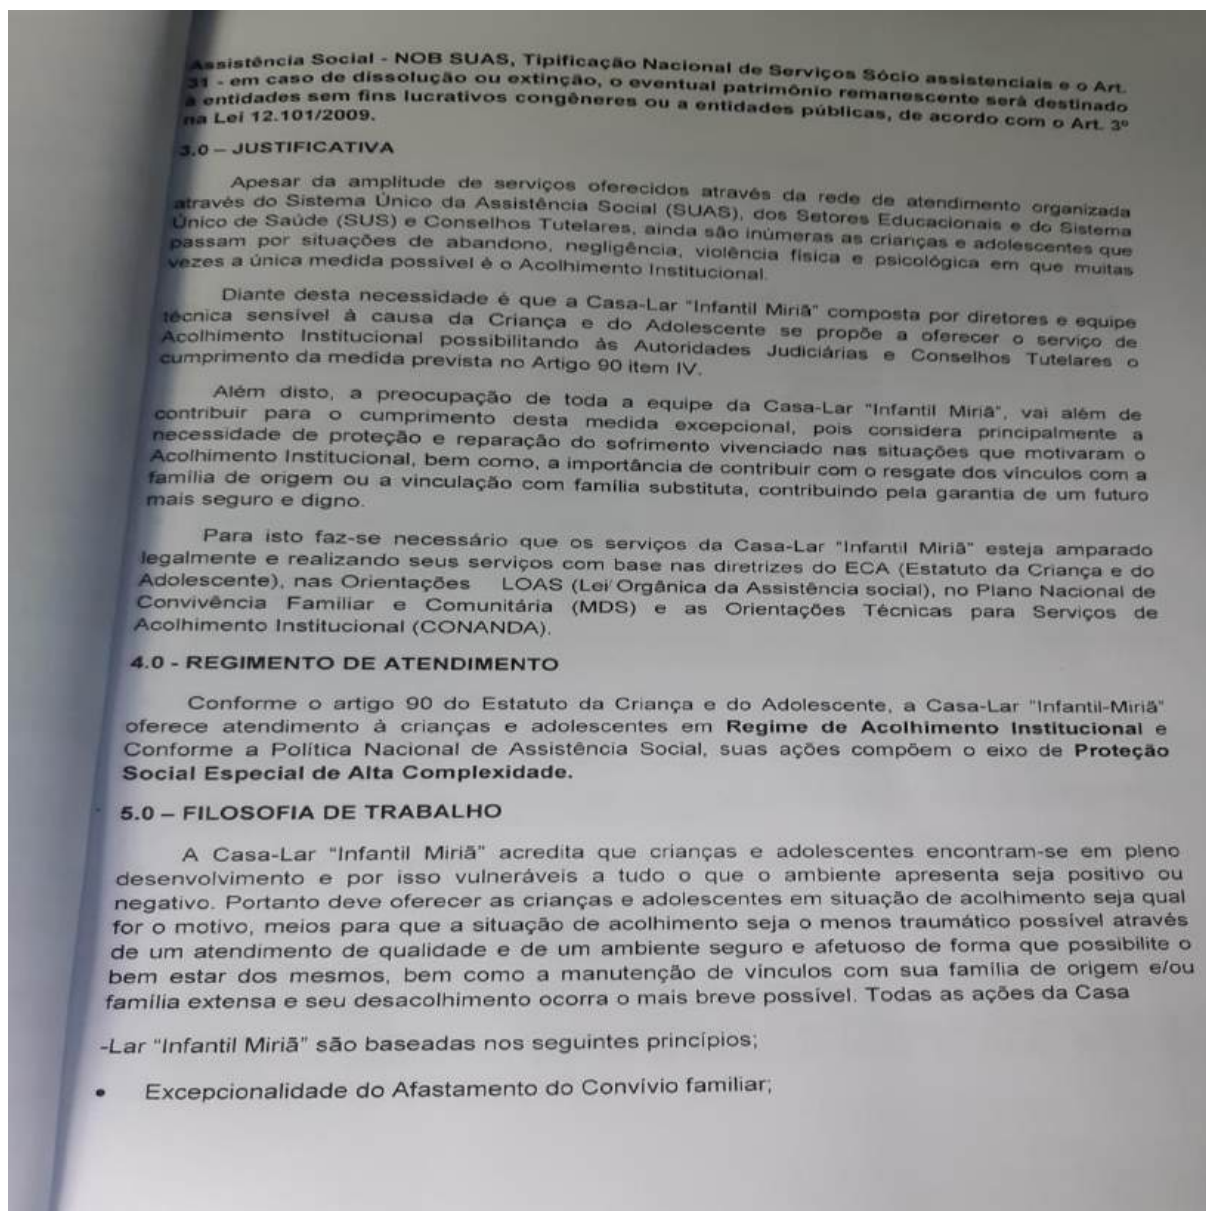 Assistência Social - NOB SUAS, Tipificação Nacional de Serviços Sócio assistenciais e o Art.
31 - em caso de dissolução ou extinção, o eventual patrimônio remanescente será destinado
a entidades sem fins lucrativos congêneres ou a entidades públicas, de acordo com o Art. 3º
na Lei 12.101/2009.
3.0 – JUSTIFICATIVA
Apesar da amplitude de serviços oferecidos através da rede de atendimento organizada
através do Sistema Único da Assistência Social (SUAS), dos Setores Educacionais e do Sistema
Único de Saúde (SUS) e Conselhos Tutelares, ainda são inúmeras as crianças e adolescentes que
passam por situações de abandono, negligência, violência física e psicológica em que muitas
vezes a única medida possível é o Acolhimento Institucional.
Diante desta necessidade é que a Casa-Lar "Infantil Miriã" composta por diretores e equipe
técnica sensível à causa da Criança e do Adolescente se propõe a oferecer o serviço de
Acolhimento Institucional possibilitando às Autoridades Judiciárias e Conselhos Tutelares o
cumprimento da medida prevista no Artigo 90 item IV.
Além disto, a preocupação de toda a equipe da Casa-Lar "Infantil Miriã", vai além de
contribuir para o cumprimento desta medida excepcional, pois considera principalmente a
necessidade de proteção e reparação do sofrimento vivenciado nas situações que motivaram o
Acolhimento Institucional, bem como, a importância de contribuir com o resgate dos vínculos com a
família de origem ou a vinculação com família substituta, contribuindo pela garantia de um futuro
mais seguro e digno.
Para isto faz-se necessário que os serviços da Casa-Lar "Infantil Miriã" esteja amparado
legalmente e realizando seus serviços com base nas diretrizes do ECA (Estatuto da Criança e do
Adolescente), nas Orientações LOAS (Lei Orgânica da Assistência social), no Plano Nacional de
Convivência Familiar e Comunitária (MDS) e as Orientações Técnicas para Serviços de
Acolhimento Institucional (CONANDA).
4.0 - REGIMENTO DE ATENDIMENTO
Conforme o artigo 90 do Estatuto da Criança e do Adolescente, a Casa-Lar "Infantil-Miriã"
oferece atendimento à crianças e adolescentes em Regime de Acolhimento Institucional e
Conforme a Política Nacional de Assistência Social, suas ações compõem o eixo de Proteção
Social Especial de Alta Complexidade.
5.0 – FILOSOFIA DE TRABALHO
A Casa-Lar "Infantil Miriã" acredita que crianças e adolescentes encontram-se em pleno
desenvolvimento e por isso vulneráveis a tudo o que o ambiente apresenta seja positivo ou
negativo. Portanto deve oferecer as crianças e adolescentes em situação de acolhimento seja qual
for o motivo, meios para que a situação de acolhimento seja o menos traumático possível através
de um atendimento de qualidade e de um ambiente seguro e afetuoso de forma que possibilite o
bem estar dos mesmos, bem como a manutenção de vínculos com sua família de origem e/ou
família extensa e seu desacolhimento ocorra o mais breve possível. Todas as ações da Casa
-Lar "Infantil Miriã" são baseadas nos seguintes princípios;
• Excepcionalidade do Afastamento do Convívio familiar;